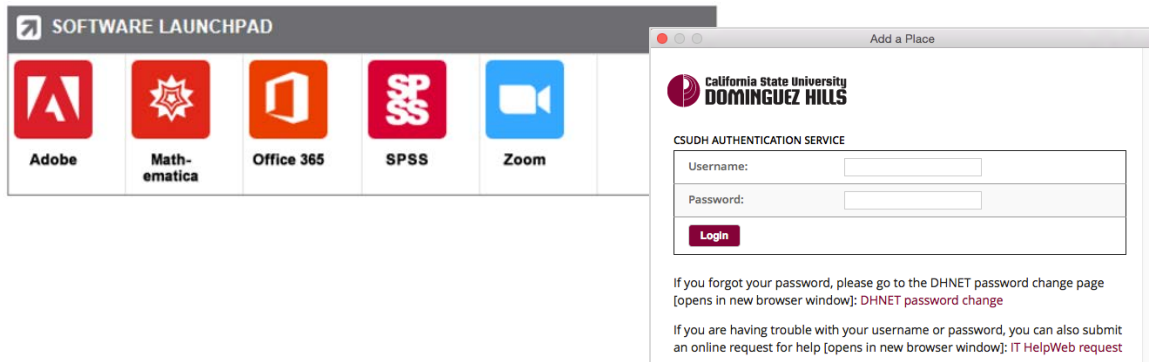 SOFTWARE LAUNCHPAD
SP
SS
Adobe
Math-
ematica
Office 365
SPSS
Zoom
Add a Place
California State University
DOMINGUEZ HILLS
CSUDH AUTHENTICATION SERVICE
Username:
Password:
Login
If you forgot your password, please go to the DHNET password change page
[opens in new browser window]: DHNET password change
If you are having trouble with your username or password, you can also submit
an online request for help [opens in new browser window]: IT HelpWeb request